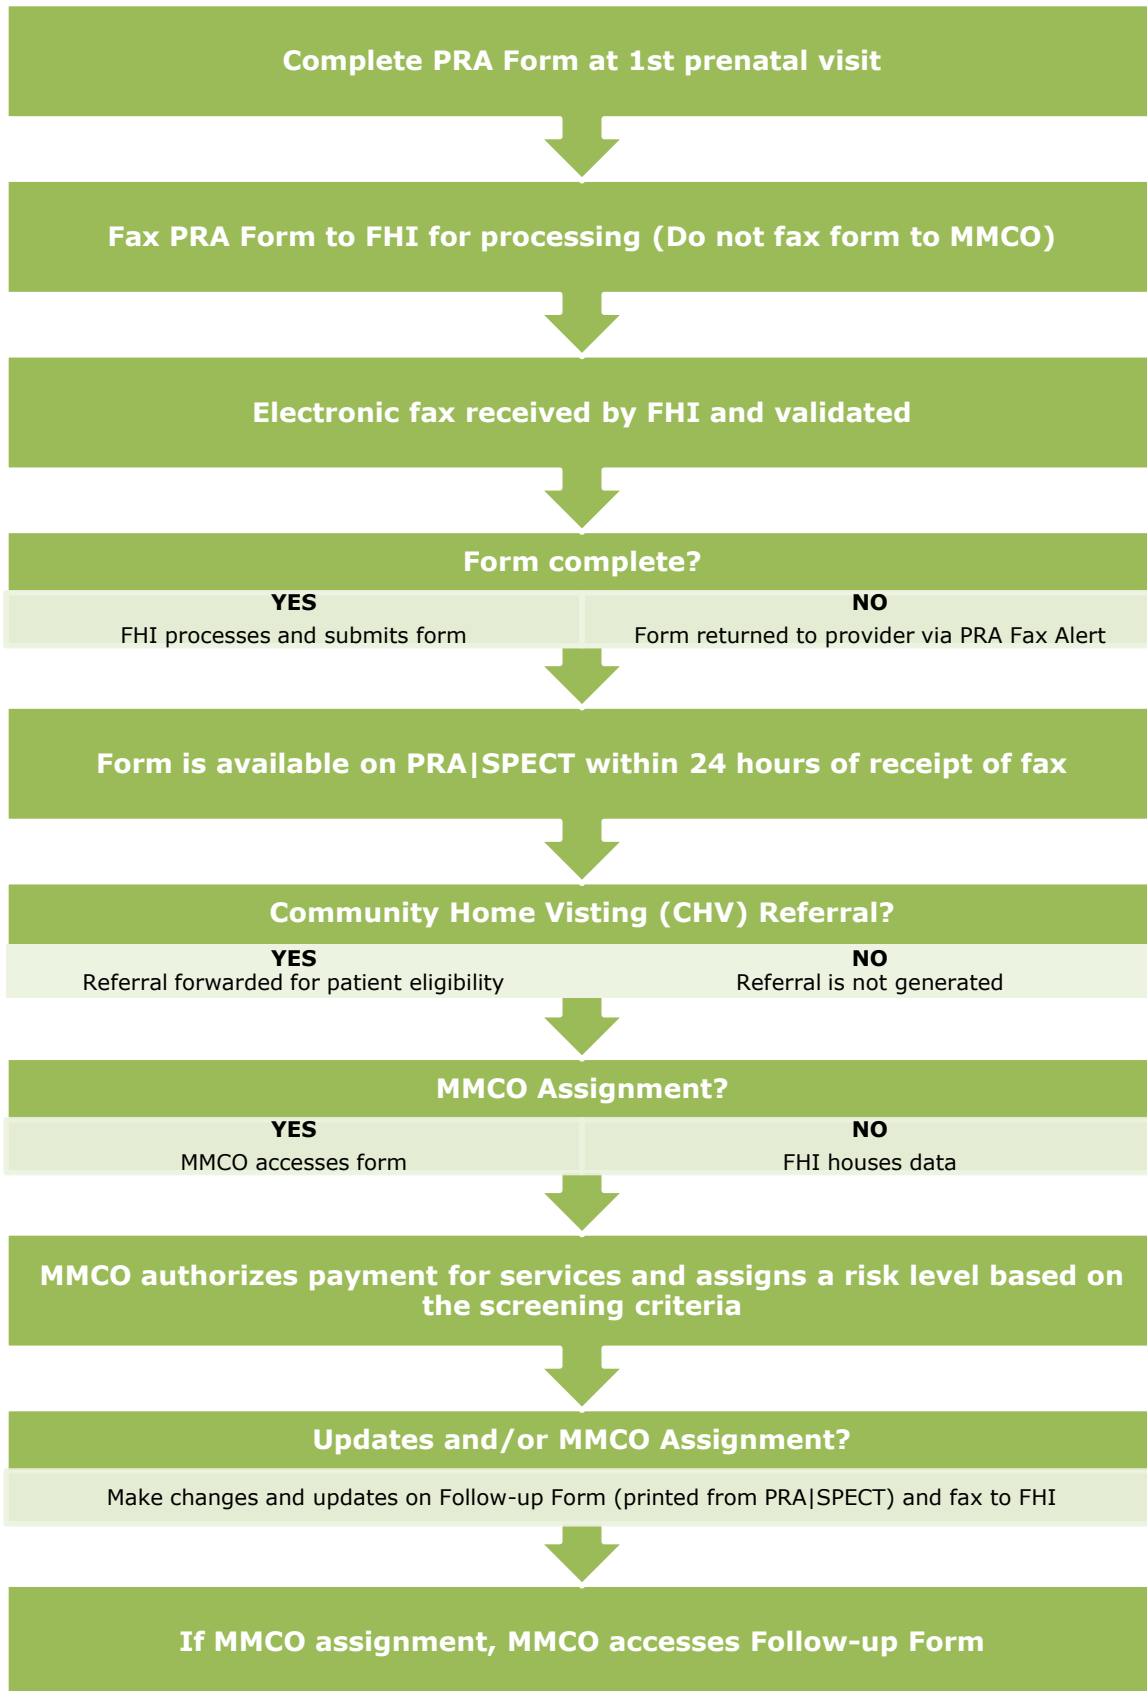 Complete PRA Form at 1st prenatal visit
Fax PRA Form to FHI for processing (Do not fax form to MMCO)
Electronic fax received by FHI and validated
Form complete?
YES
FHI processes and submits form
NO
Form returned to provider via PRA Fax Alert
Form is available on PRA|SPECT within 24 hours of receipt of fax
Community Home Visting (CHV) Referral?
YES
Referral forwarded for patient eligibility
NO
Referral is not generated
MMCO Assignment?
YES
MMCO accesses form
NO
FHI houses data
MMCO authorizes payment for services and assigns a risk level based on
the screening criteria
Updates and/or MMCO Assignment?
Make changes and updates on Follow-up Form (printed from PRA|SPECT) and fax to FHI
If MMCO assignment, MMCO accesses Follow-up Form